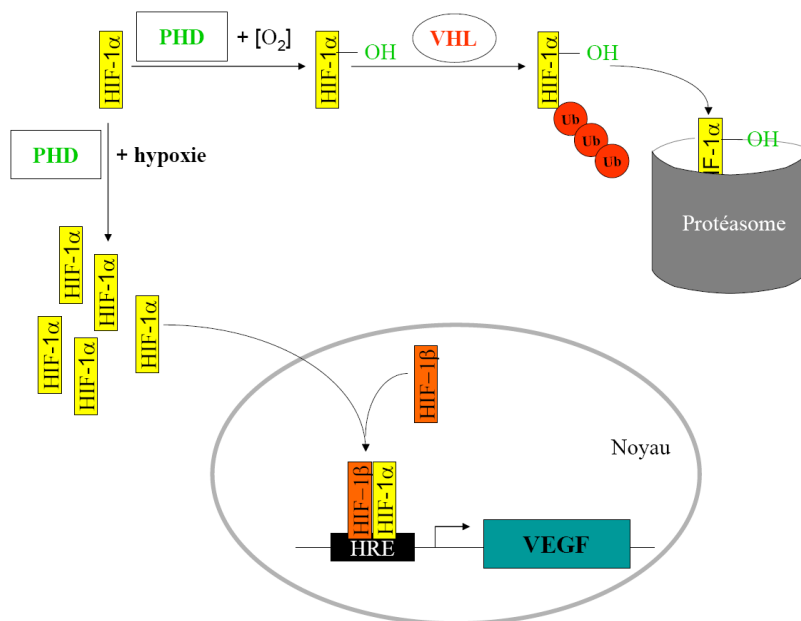 HIF-1α
PHD
+ [O₂]
HIF-1α
OH
VHL
HIF-1α
OH
Ub
Ub
Ub
IF-1α
OH
Protéasome
PHD
+ hypoxie
HIF-1α
HIF-1α
HIF-1α
HIF-1α
HIF-1α
HIF-1β
Noyau
HIF-1β
HIF-1α
HRE
VEGF